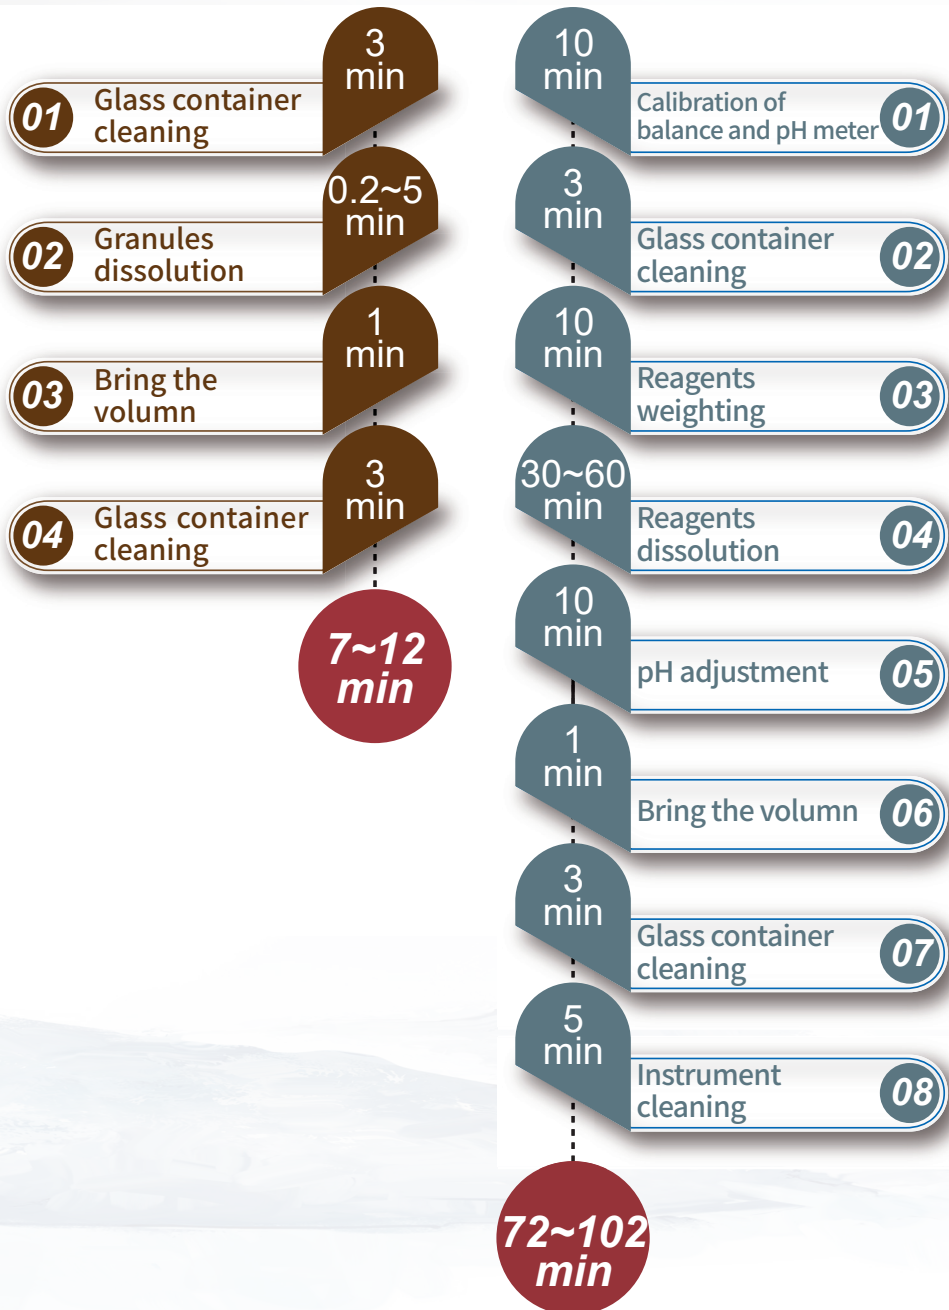 3
min
01
Glass container
cleaning
0.2~5
min
02
Granules
dissolution
1
min
03
Bring the
volumn
3
min
04
Glass container
cleaning
7~12
min
10
min
Calibration of
balance and pH meter
01
3
min
Glass container
cleaning
02
10
min
Reagents
weighting
03
30~60
min
Reagents
dissolution
04
10
min
pH adjustment
05
1
min
Bring the volumn
06
3
min
Glass container
cleaning
07
5
min
Instrument
cleaning
08
72~102
min